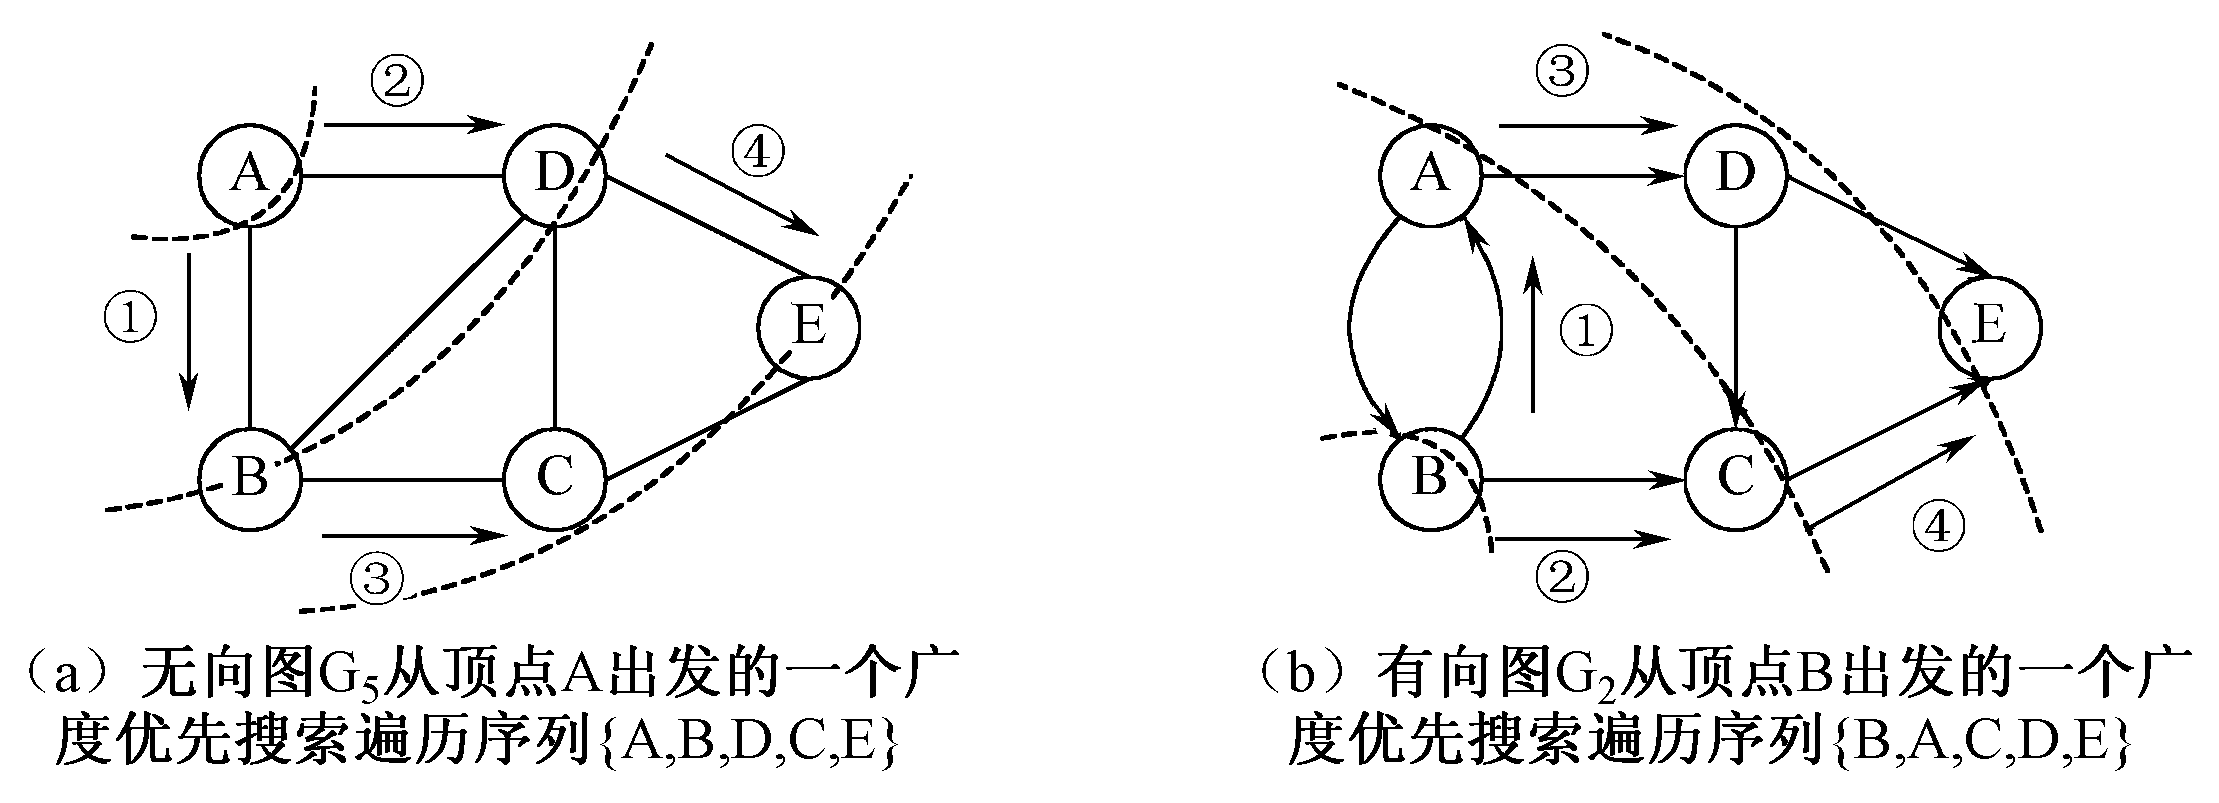 ②
A
D
④
①
E
B
C
③
（a）无向图G₅从顶点A出发的一个广
度优先搜索遍历序列{A,B,D,C,E}
③
A
D
①
E
B
C
④
②
（b）有向图G₂从顶点B出发的一个广
度优先搜索遍历序列{B,A,C,D,E}